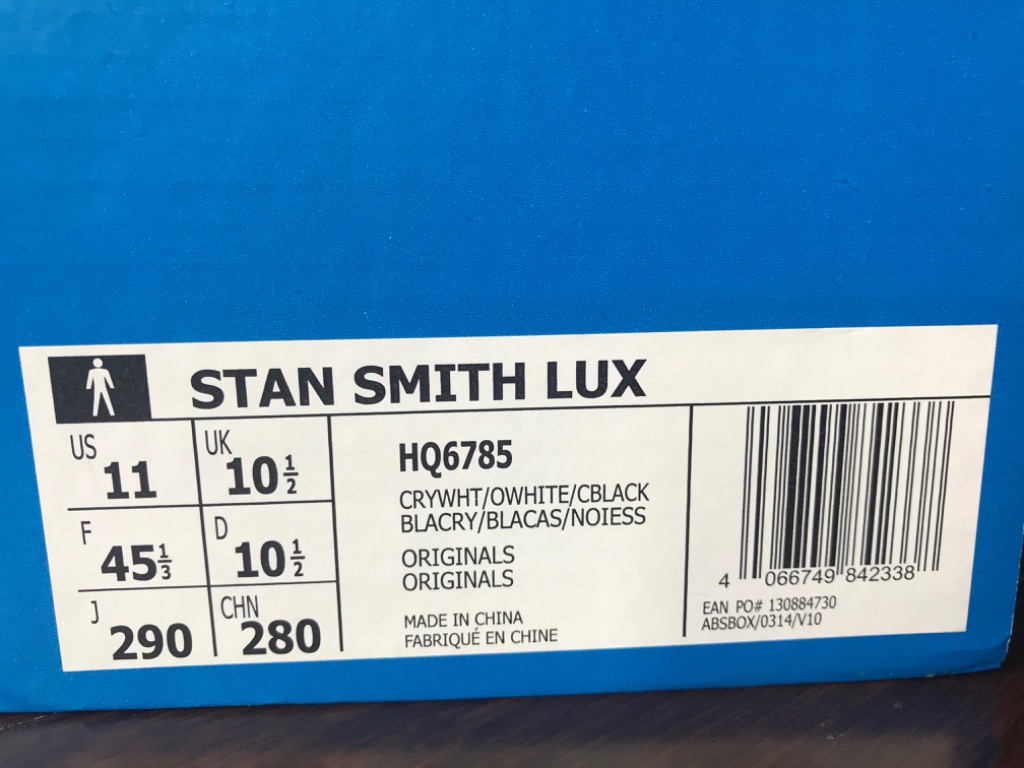 STAN SMITH LUX
US 11
UK 10 1/2
F 45 1/3
D 10 1/2
J 290
CHN 280
HQ6785
CRYWHT/OWHITE/CBLACK
BLACRY/BLACAS/NOIESS
ORIGINALS
ORIGINALS
MADE IN CHINA
FABRIQUÉ EN CHINE
4 066749 842338
EAN PO# 130884730
ABSBOX/0314/V10